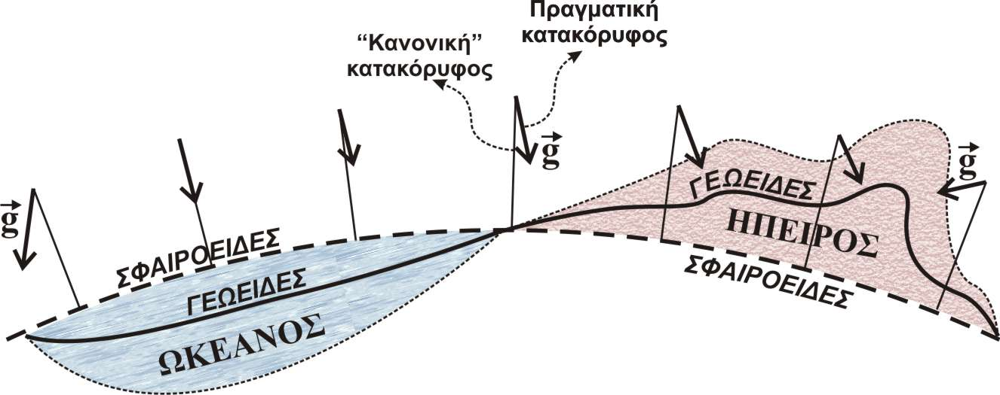 Πραγματική
κατακόρυφος
“Κανονική”
κατακόρυφος
g
g
g
ΓΕΩΕΙΔΕΣ
ΗΠΕΙΡΟΣ
ΣΦΑΙΡΟΕΙΔΕΣ
ΣΦΑΙΡΟΕΙΔΕΣ
ΓΕΩΕΙΔΕΣ
ΩΚΕΑΝΟΣ